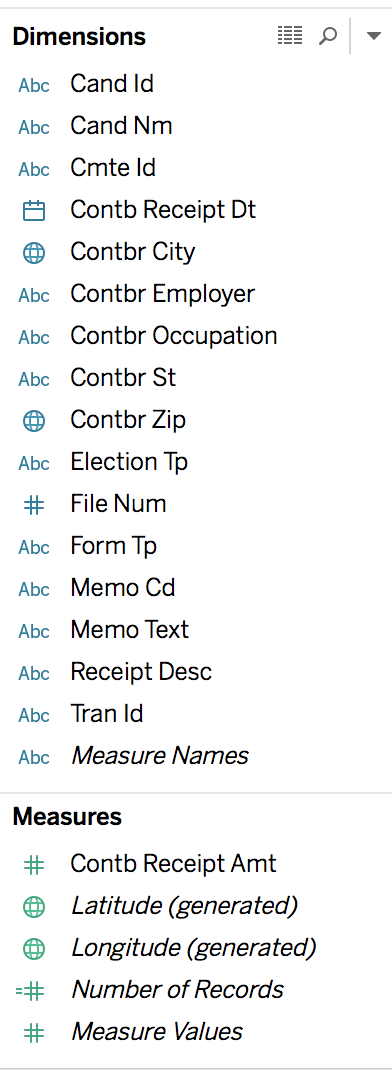 Dimensions
Abc Cand Id
Abc Cand Nm
Abc Cmte Id
Contb Receipt Dt
Contbr City
Abc Contbr Employer
Abc Contbr Occupation
Abc Contbr St
Contbr Zip
Abc Election Tp
# File Num
Abc Form Tp
Abc Memo Cd
Abc Memo Text
Abc Receipt Desc
Abc Tran Id
Abc Measure Names
Measures
# Contb Receipt Amt
Latitude (generated)
Longitude (generated)
=# Number of Records
# Measure Values